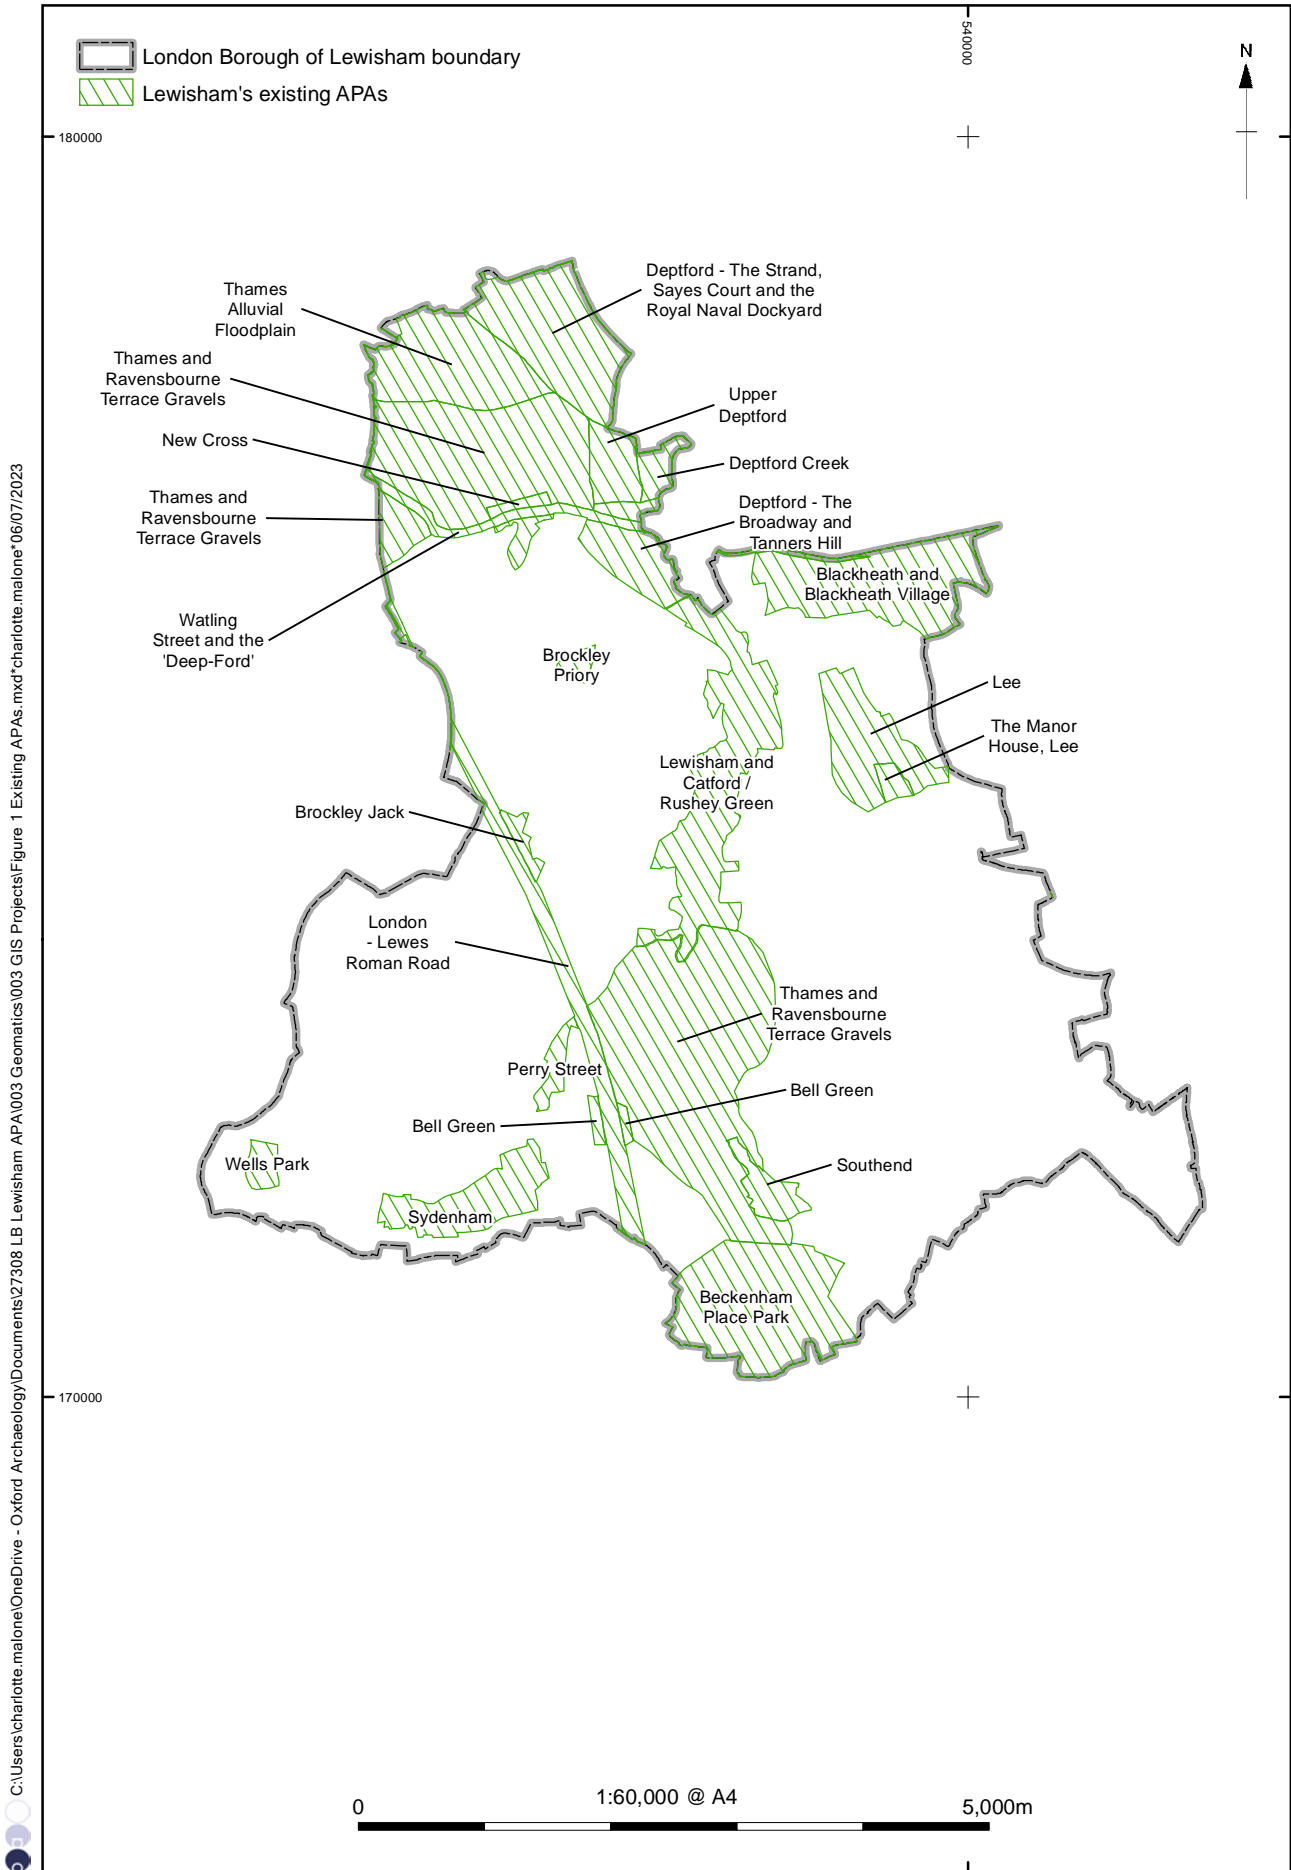 London Borough of Lewisham boundary
Lewisham's existing APAs
540000
N
180000
Deptford - The Strand,
Sayes Court and the
Royal Naval Dockyard
Thames
Alluvial
Floodplain
Thames and
Ravensbourne
Terrace Gravels
Upper
Deptford
New Cross
Deptford Creek
Thames and
Ravensbourne
Terrace Gravels
Deptford - The
Broadway and
Tanners Hill
Blackheath and
Blackheath Village
Watling
Street and the
'Deep-Ford'
Brockley
Priory
Lee
The Manor
House, Lee
Lewisham and
Catford /
Rushey Green
Brockley Jack
London
- Lewes
Roman Road
Thames and
Ravensbourne
Terrace Gravels
Perry Street
Bell Green
Bell Green
Southend
Wells Park
Sydenham
Beckenham
Place Park
170000
1:60,000 @ A4
0
5,000m
C:\Users\charlotte.malone\OneDrive - Oxford Archaeology\Documents\27308 LB Lewisham APA\003 Geomatics\003 GIS Projects\Figure 1 Existing APAs.mxd*charlotte.malone*06/07/2023